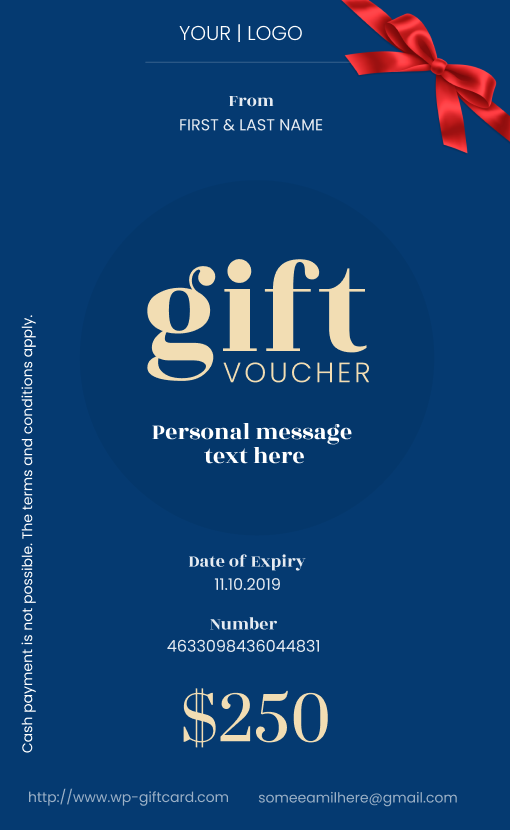 YOUR | LOGO
From
FIRST & LAST NAME
gift
VOUCHER
Personal message
text here
Date of Expiry
11.10.2019
Number
4633098436044831
$250
Cash payment is not possible. The terms and conditions apply.
http://www.wp-giftcard.com
someeamilhere@gmail.com